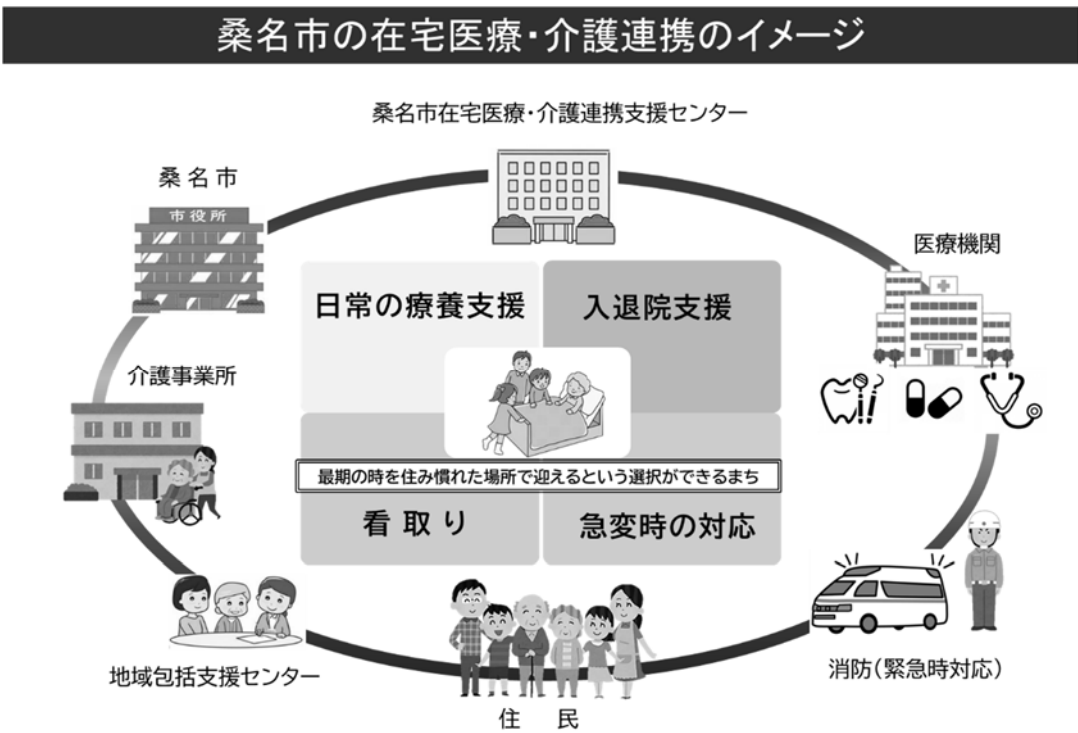 桑名市の在宅医療・介護連携のイメージ
桑名市在宅医療・介護連携支援センター
桑名市
市役所
医療機関
日常の療養支援
入退院支援
介護事業所
最期の時を住み慣れた場所で迎えるという選択ができるまち
看取り
急変時の対応
地域包括支援センター
消防(緊急時対応)
住民